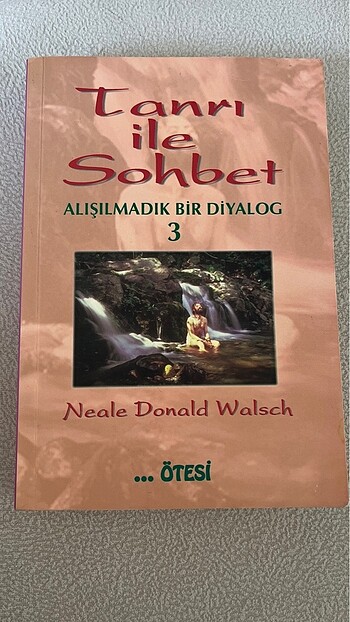 Tanrı
ile
Sohbet
ALIŞILMADIK BİR DİYALOG
3
Neale Donald Walsch
... ÖTESİ